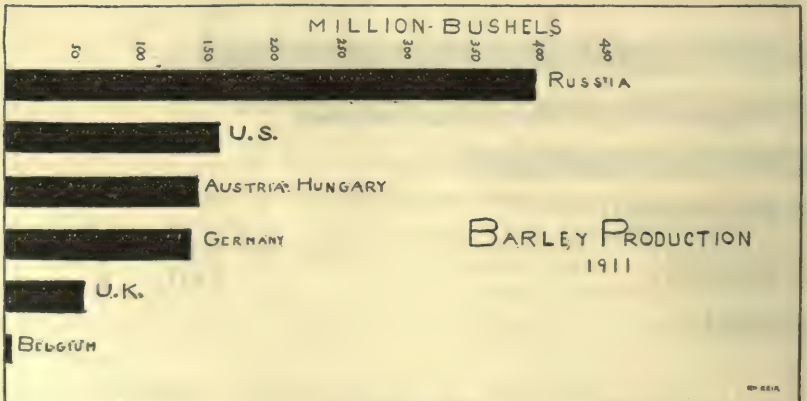 MILLION-BUSHELS
50 100 150 200 250 300 350 400 450
RUSSIA
U.S.
AUSTRIA-HUNGARY
GERMANY
BARLEY PRODUCTION
1911
U.K.
BELGIUM